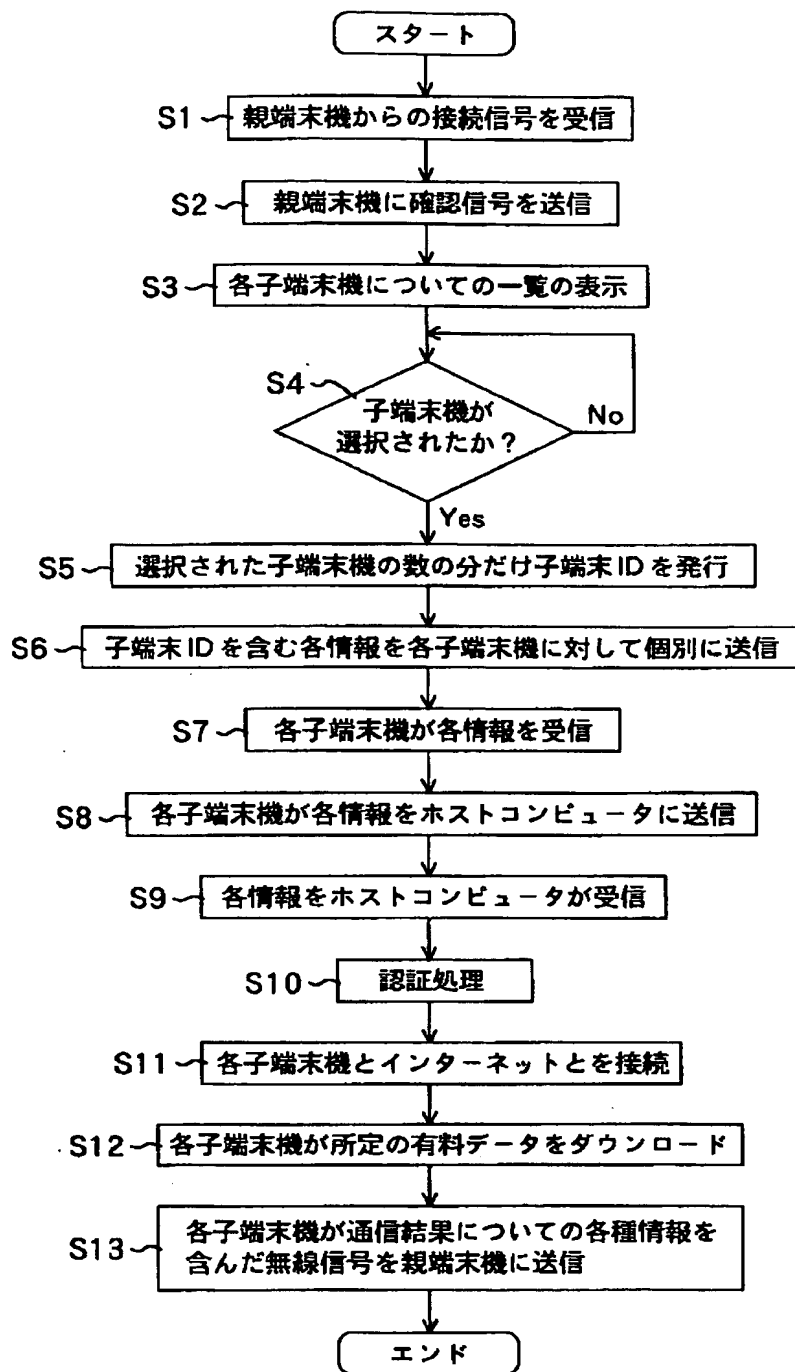 スタート
S1 親端末機からの接続信号を受信
S2 親端末機に確認信号を送信
S3 各子端末機についての一覧の表示
S4
子端末機が
選択されたか？
No
Yes
S5 選択された子端末機の数の分だけ子端末IDを発行
S6 子端末IDを含む各情報を各子端末機に対して個別に送信
S7 各子端末機が各情報を受信
S8 各子端末機が各情報をホストコンピュータに送信
S9 各情報をホストコンピュータが受信
S10 認証処理
S11 各子端末機とインターネットとを接続
S12 各子端末機が所定の有料データをダウンロード
S13 各子端末機が通信結果についての各種情報を
含んだ無線信号を親端末機に送信
エンド